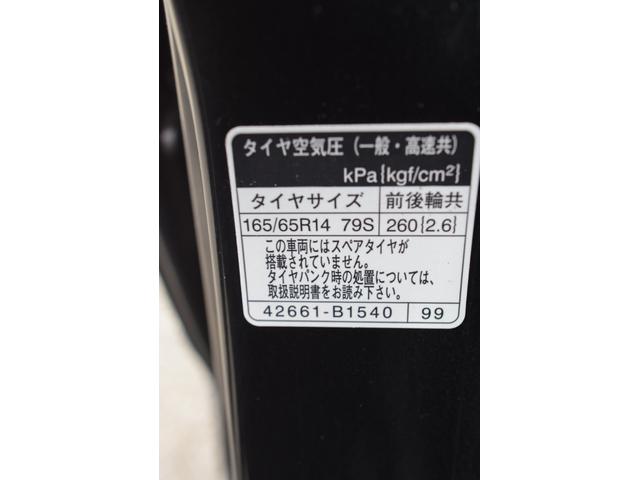 タイヤ空気圧(一般・高速共)
kPa{kgf/cm²}
タイヤサイズ 前後輪共
165/65R14 79S 260{2.6}
この車両にはスペアタイヤが
搭載されていません。
タイヤパンク時の処置については、
取扱説明書をお読み下さい。
42661-B1540 99